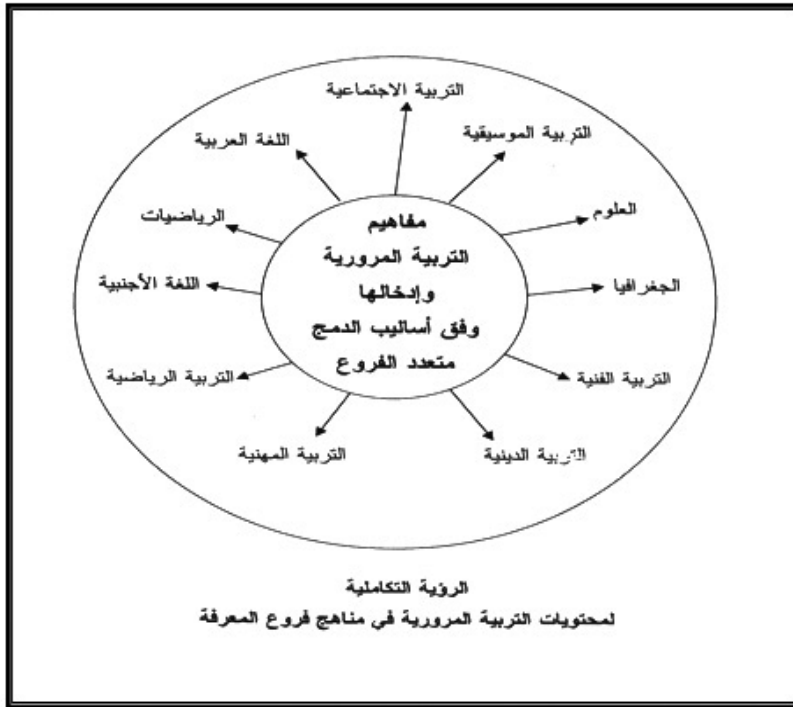 التربية الاجتماعية
التربية الموسيقية
اللغة العربية
العلوم
الرياضيات
الجغرافيا
اللغة الأجنبية
التربية الفنية
التربية الرياضية
التربية الدينية
التربية المهنية
مفاهيم
التربية المرورية
وإدخالها
وفق أساليب الدمج
متعدد الفروع
الرؤية التكاملية
لمحتويات التربية المرورية في مناهج فروع المعرفة